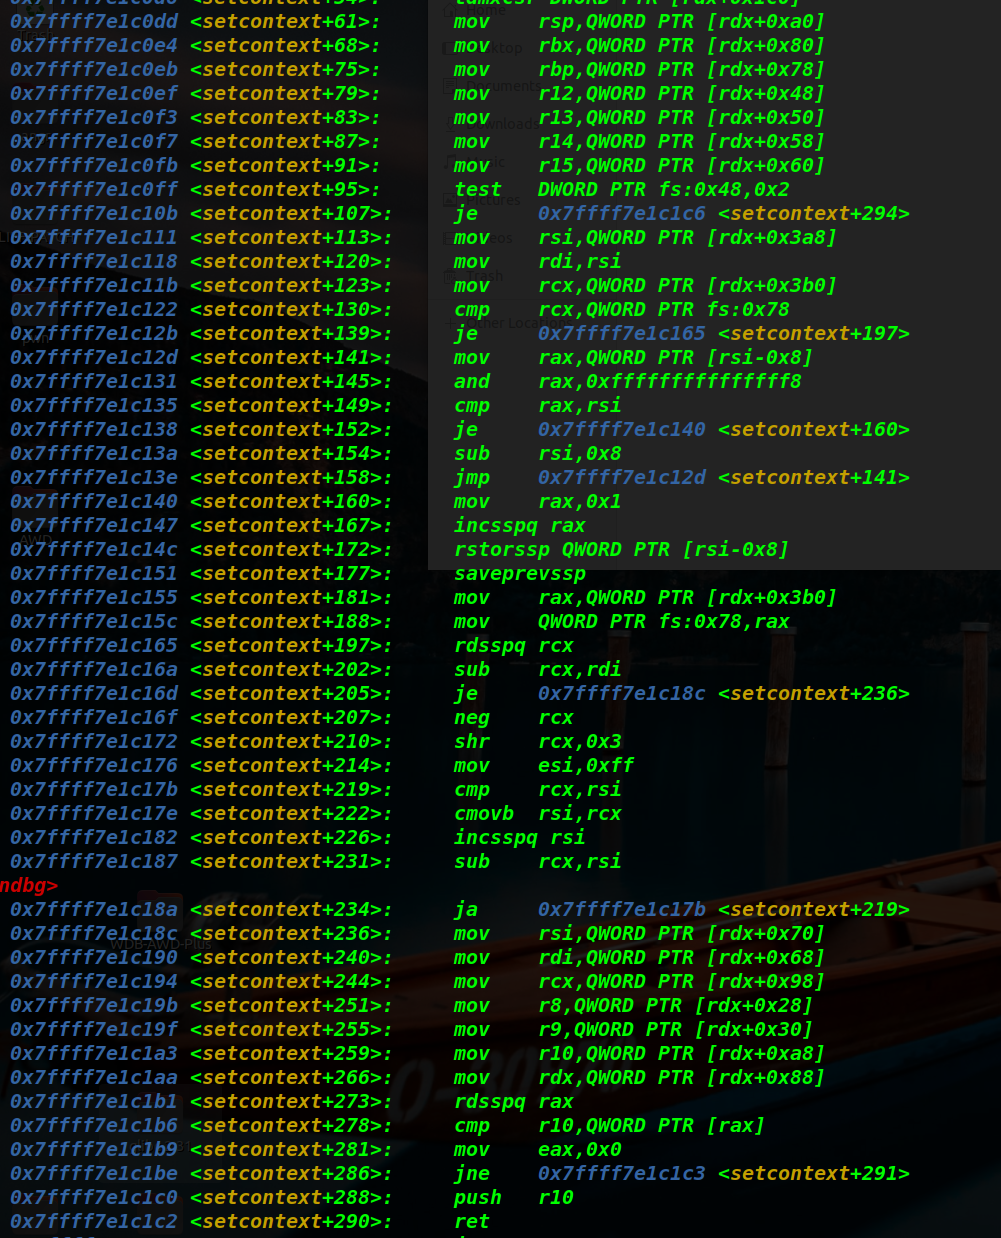 0x7ffff7e1c0dd <setcontext+61>: mov rsp,QWORD PTR [rdx+0xa0]
0x7ffff7e1c0e4 <setcontext+68>: mov rbx,QWORD PTR [rdx+0x80]
0x7ffff7e1c0eb <setcontext+75>: mov rbp,QWORD PTR [rdx+0x78]
0x7ffff7e1c0ef <setcontext+79>: mov r12,QWORD PTR [rdx+0x48]
0x7ffff7e1c0f3 <setcontext+83>: mov r13,QWORD PTR [rdx+0x50]
0x7ffff7e1c0f7 <setcontext+87>: mov r14,QWORD PTR [rdx+0x58]
0x7ffff7e1c0fb <setcontext+91>: mov r15,QWORD PTR [rdx+0x60]
0x7ffff7e1c0ff <setcontext+95>: test DWORD PTR fs:0x48,0x2
0x7ffff7e1c10b <setcontext+107>: je 0x7ffff7e1c1c6 <setcontext+294>
0x7ffff7e1c111 <setcontext+113>: mov rsi,QWORD PTR [rdx+0x3a8]
0x7ffff7e1c118 <setcontext+120>: mov rdi,rsi
0x7ffff7e1c11b <setcontext+123>: mov rcx,QWORD PTR [rdx+0x3b0]
0x7ffff7e1c122 <setcontext+130>: cmp rcx,QWORD PTR fs:0x78
0x7ffff7e1c12b <setcontext+139>: je 0x7ffff7e1c165 <setcontext+197>
0x7ffff7e1c12d <setcontext+141>: mov rax,QWORD PTR [rsi-0x8]
0x7ffff7e1c131 <setcontext+145>: and rax,0xfffffffffffffff8
0x7ffff7e1c135 <setcontext+149>: cmp rax,rsi
0x7ffff7e1c138 <setcontext+152>: je 0x7ffff7e1c140 <setcontext+160>
0x7ffff7e1c13a <setcontext+154>: sub rsi,0x8
0x7ffff7e1c13e <setcontext+158>: jmp 0x7ffff7e1c12d <setcontext+141>
0x7ffff7e1c140 <setcontext+160>: mov rax,0x1
0x7ffff7e1c147 <setcontext+167>: incsspq rax
0x7ffff7e1c14c <setcontext+172>: rstorssp QWORD PTR [rsi-0x8]
0x7ffff7e1c151 <setcontext+177>: saveprevssp
0x7ffff7e1c155 <setcontext+181>: mov rax,QWORD PTR [rdx+0x3b0]
0x7ffff7e1c15c <setcontext+188>: mov QWORD PTR fs:0x78,rax
0x7ffff7e1c165 <setcontext+197>: rdsspq rcx
0x7ffff7e1c16a <setcontext+202>: sub rcx,rdi
0x7ffff7e1c16d <setcontext+205>: je 0x7ffff7e1c18c <setcontext+236>
0x7ffff7e1c16f <setcontext+207>: neg rcx
0x7ffff7e1c172 <setcontext+210>: shr rcx,0x3
0x7ffff7e1c176 <setcontext+214>: mov esi,0xff
0x7ffff7e1c17b <setcontext+219>: cmp rcx,rsi
0x7ffff7e1c17e <setcontext+222>: cmovb rsi,rcx
0x7ffff7e1c182 <setcontext+226>: incsspq rsi
0x7ffff7e1c187 <setcontext+231>: sub rcx,rsi
ndbg>
0x7ffff7e1c18a <setcontext+234>: ja 0x7ffff7e1c17b <setcontext+219>
0x7ffff7e1c18c <setcontext+236>: mov rsi,QWORD PTR [rdx+0x70]
0x7ffff7e1c190 <setcontext+240>: mov rdi,QWORD PTR [rdx+0x68]
0x7ffff7e1c194 <setcontext+244>: mov rcx,QWORD PTR [rdx+0x98]
0x7ffff7e1c19b <setcontext+251>: mov r8,QWORD PTR [rdx+0x28]
0x7ffff7e1c19f <setcontext+255>: mov r9,QWORD PTR [rdx+0x30]
0x7ffff7e1c1a3 <setcontext+259>: mov r10,QWORD PTR [rdx+0xa8]
0x7ffff7e1c1aa <setcontext+266>: mov rdx,QWORD PTR [rdx+0x88]
0x7ffff7e1c1b1 <setcontext+273>: rdsspq rax
0x7ffff7e1c1b6 <setcontext+278>: cmp r10,QWORD PTR [rax]
0x7ffff7e1c1b9 <setcontext+281>: mov eax,0x0
0x7ffff7e1c1be <setcontext+286>: jne 0x7ffff7e1c1c3 <setcontext+291>
0x7ffff7e1c1c0 <setcontext+288>: push r10
0x7ffff7e1c1c2 <setcontext+290>: ret
Home
Documents
Downloads
Pictures
Trash
Other Locations
AWD
WDB-AWD-Plus